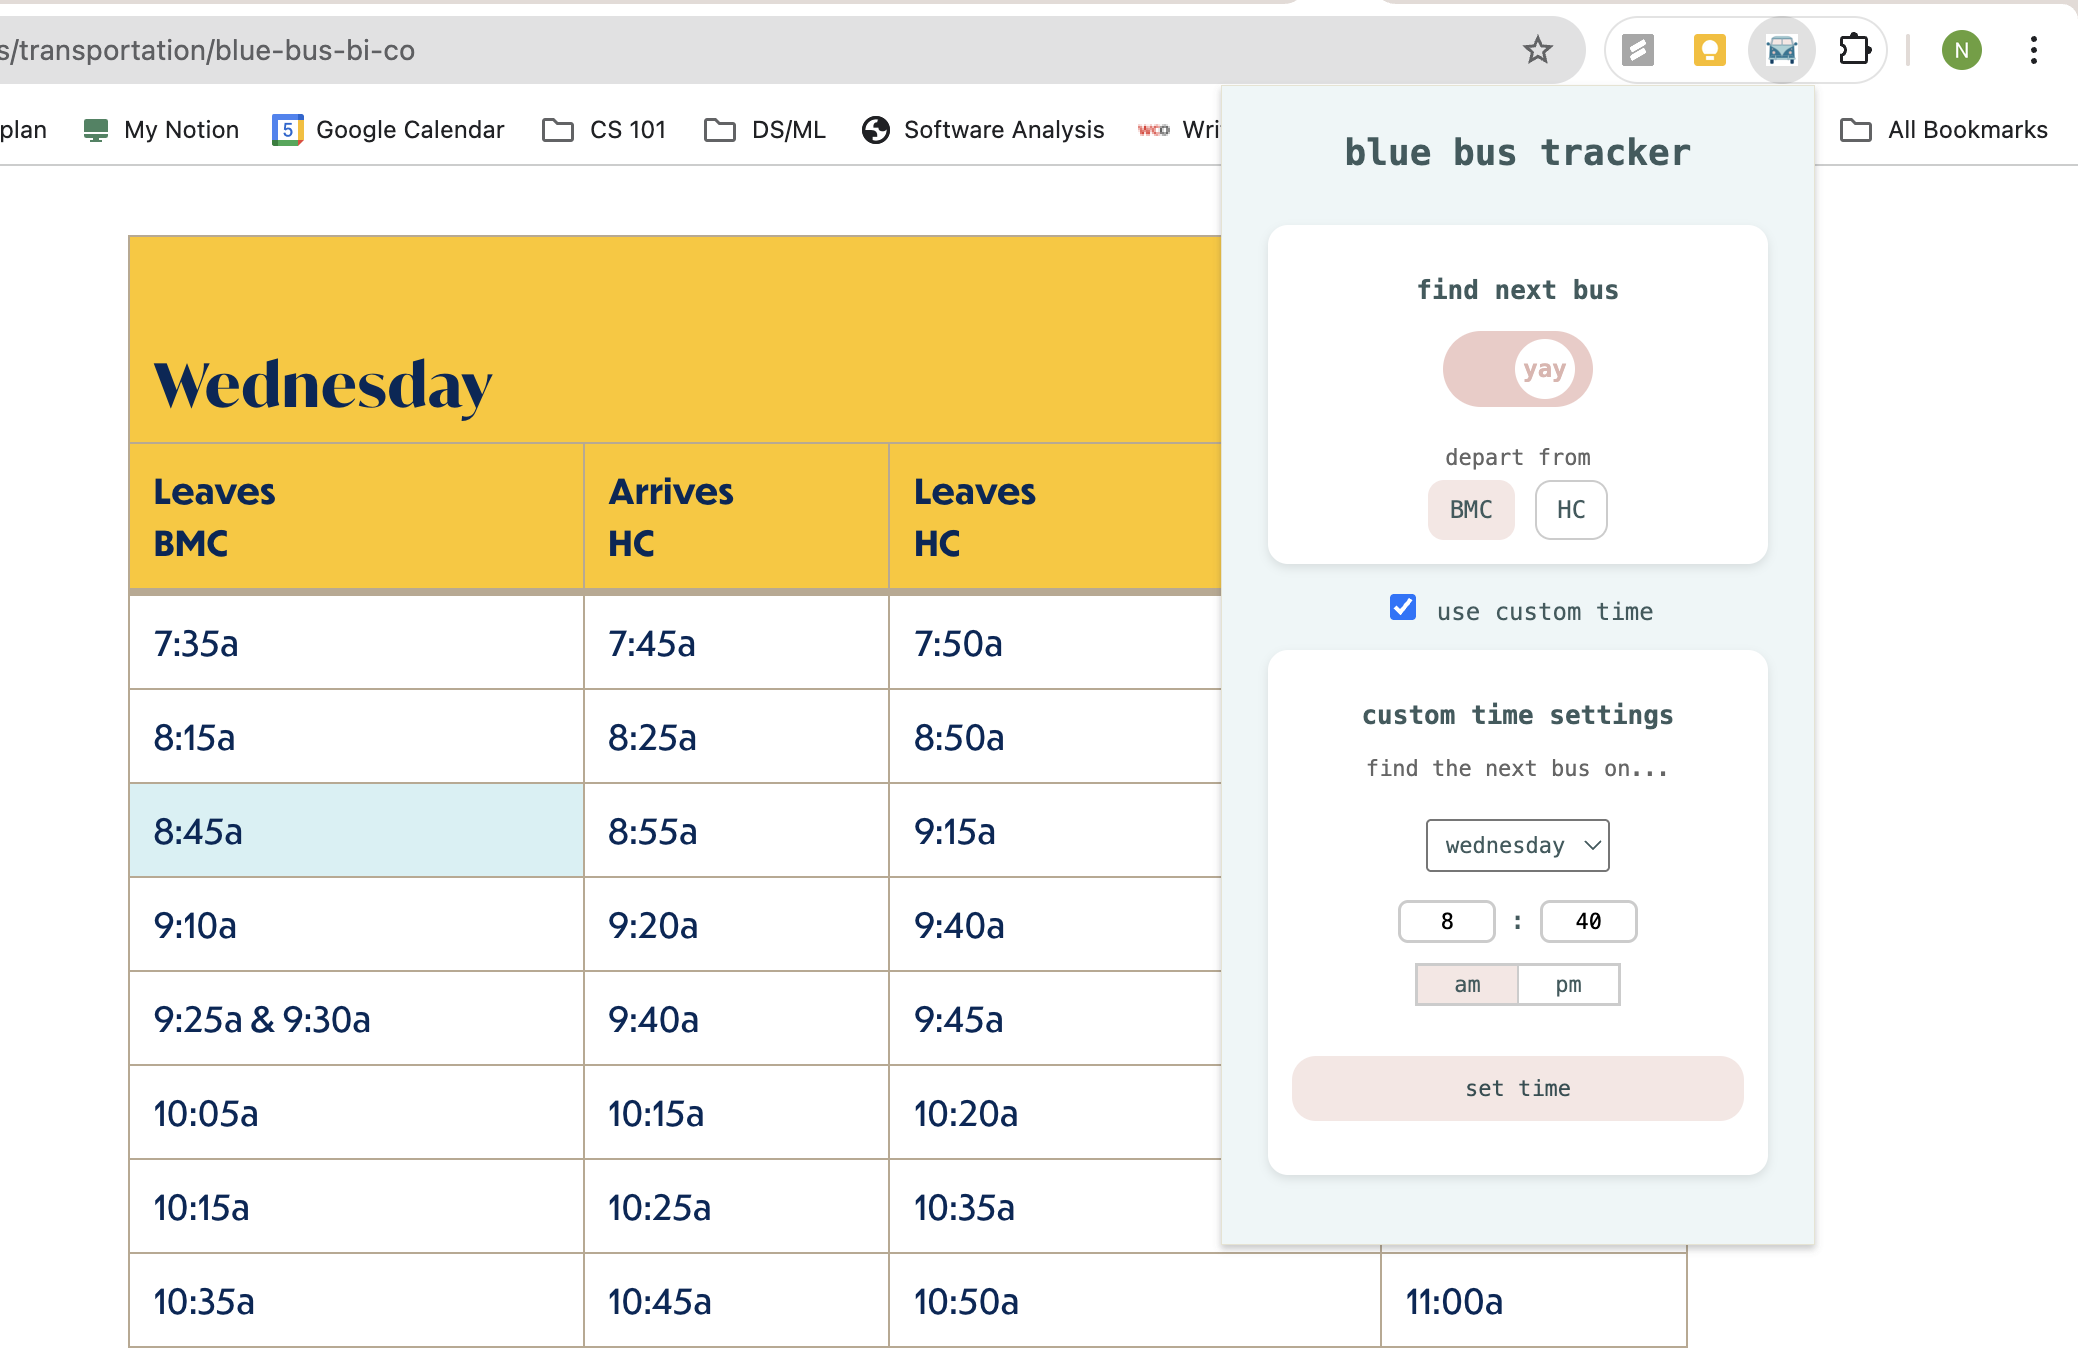 s/transportation/blue-bus-bi-co
N
plan
My Notion
5
Google Calendar
CS 101
DS/ML
Software Analysis
WCO
All Bookmarks
Wednesday
Leaves BMC
Arrives HC
Leaves HC
7:35a 7:45a 7:50a
8:15a 8:25a 8:50a
8:45a 8:55a 9:15a
9:10a 9:20a 9:40a
9:25a & 9:30a 9:40a 9:45a
10:05a 10:15a 10:20a
10:15a 10:25a 10:35a
10:35a 10:45a 10:50a 11:00a
blue bus tracker
find next bus
yay
depart from
BMC HC
use custom time
custom time settings
find the next bus on...
wednesday
8 : 40
am pm
set time